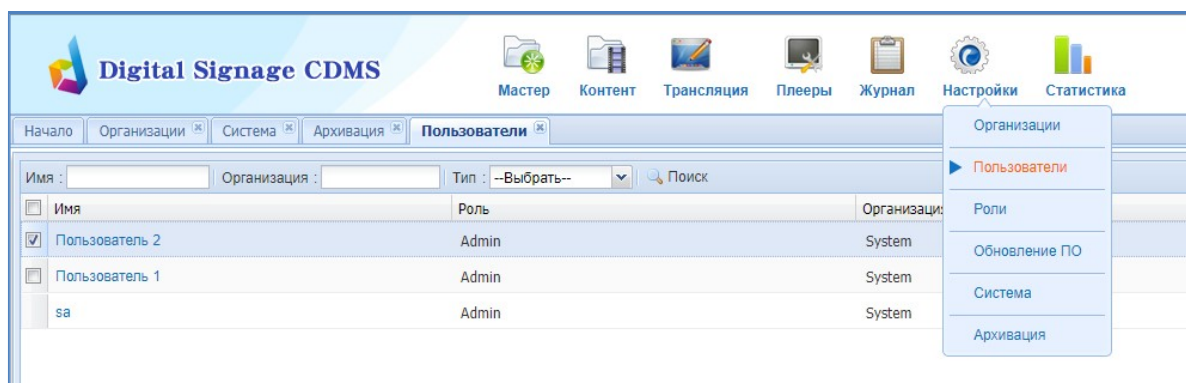 Digital Signage CDMS
Мастер Контент Трансляция Плееры Журнал Настройки Статистика
Начало Организации Система Архивация Пользователи
Имя : Организация : Тип : --Выбрать-- Поиск
Имя Роль Организация
Пользователь 2 Admin System
Пользователь 1 Admin System
sa Admin System
Организации
Пользователи
Роли
Обновление ПО
Система
Архивация